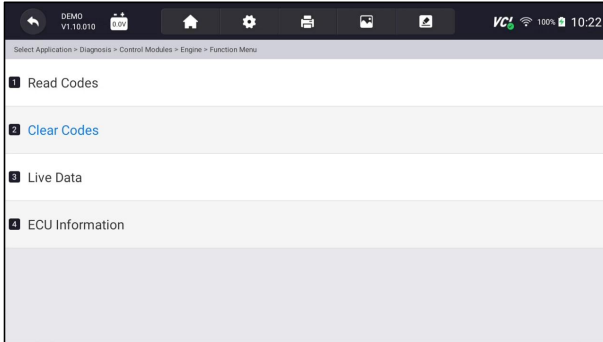 DEMO
V1.10.010
0.0V
VCI
100%
10:22
Select Application > Diagnosis > Control Modules > Engine > Function Menu
1 Read Codes
2 Clear Codes
3 Live Data
4 ECU Information